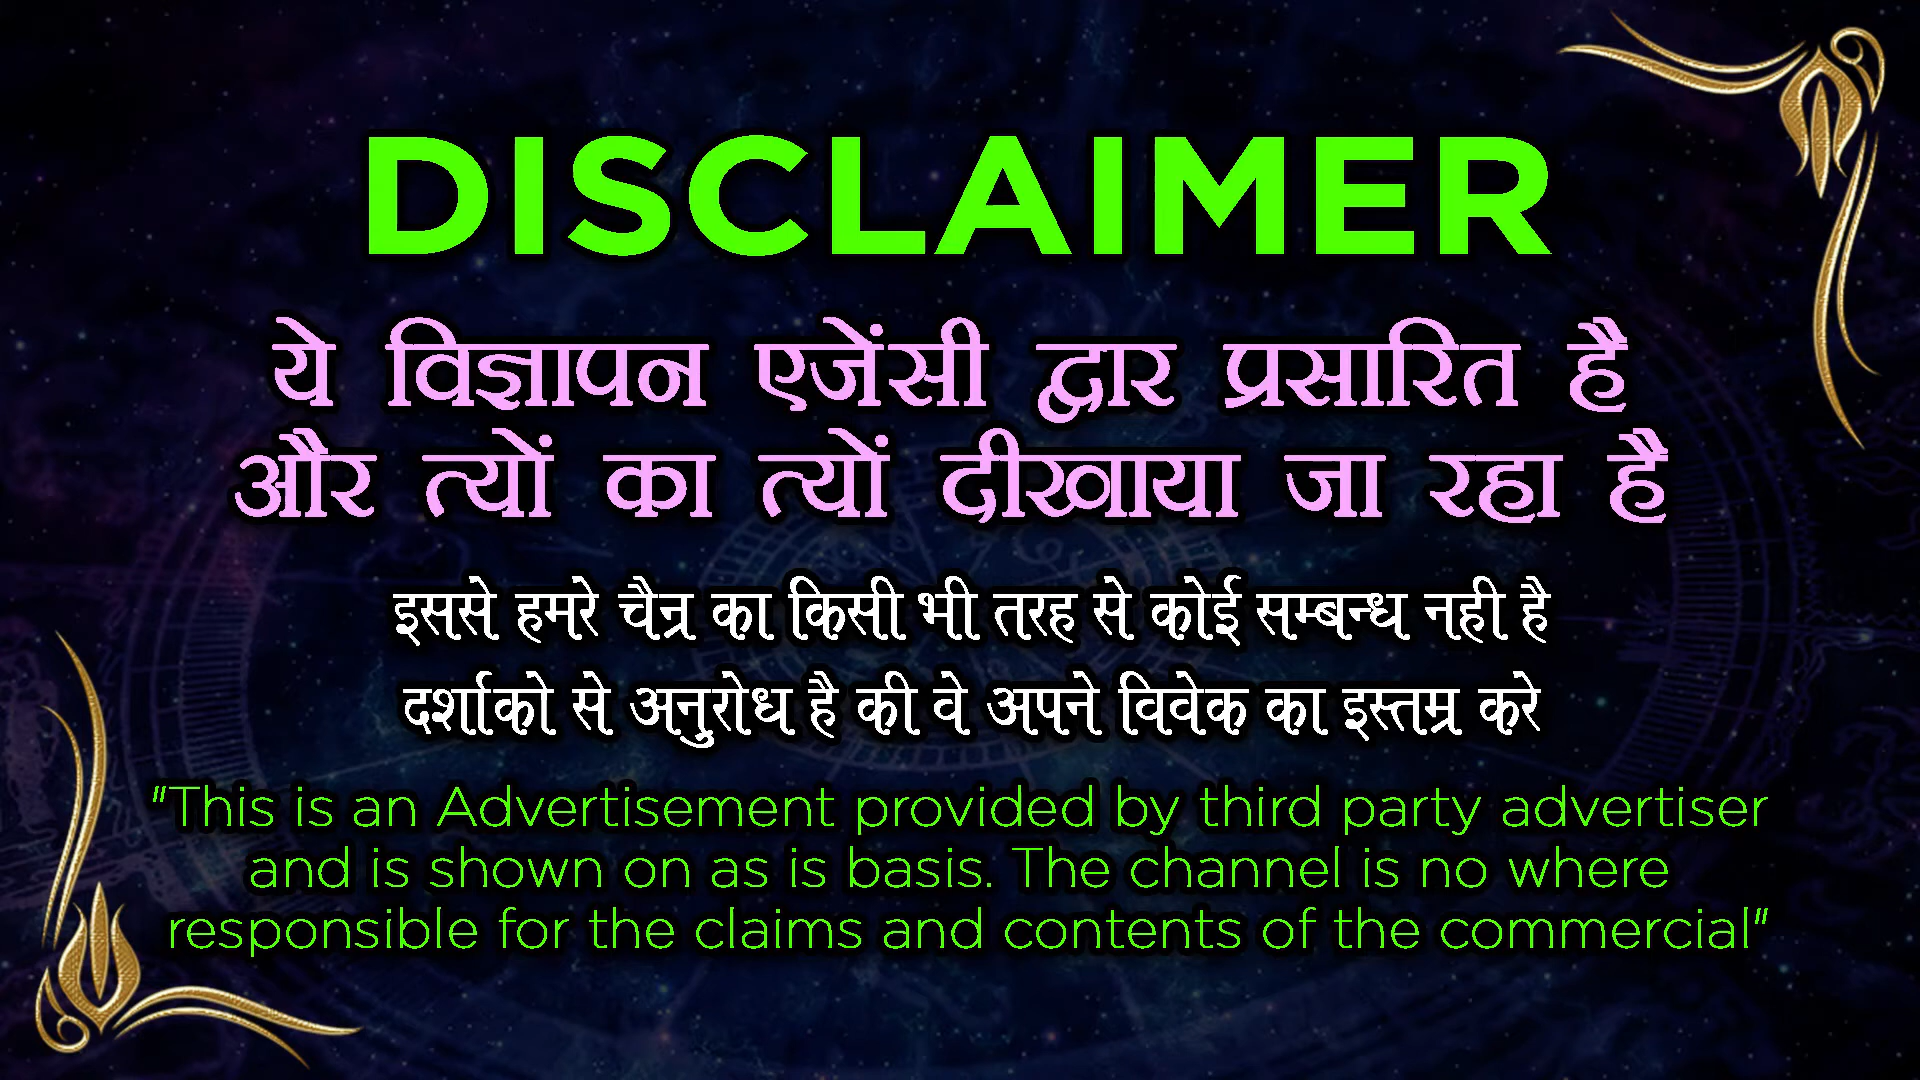 DISCLAIMER
ये विज्ञापन एजेंसी द्वार प्रसारित है
और त्यों का त्यों दीखाया जा रहा है
इससे हमरे चैन्र का किसी भी तरह से कोई सम्बन्ध नही है
दर्शाको से अनुरोध है की वे अपने विवेक का इस्तम्र करे
"This is an Advertisement provided by third party advertiser
and is shown on as is basis. The channel is no where
responsible for the claims and contents of the commercial"